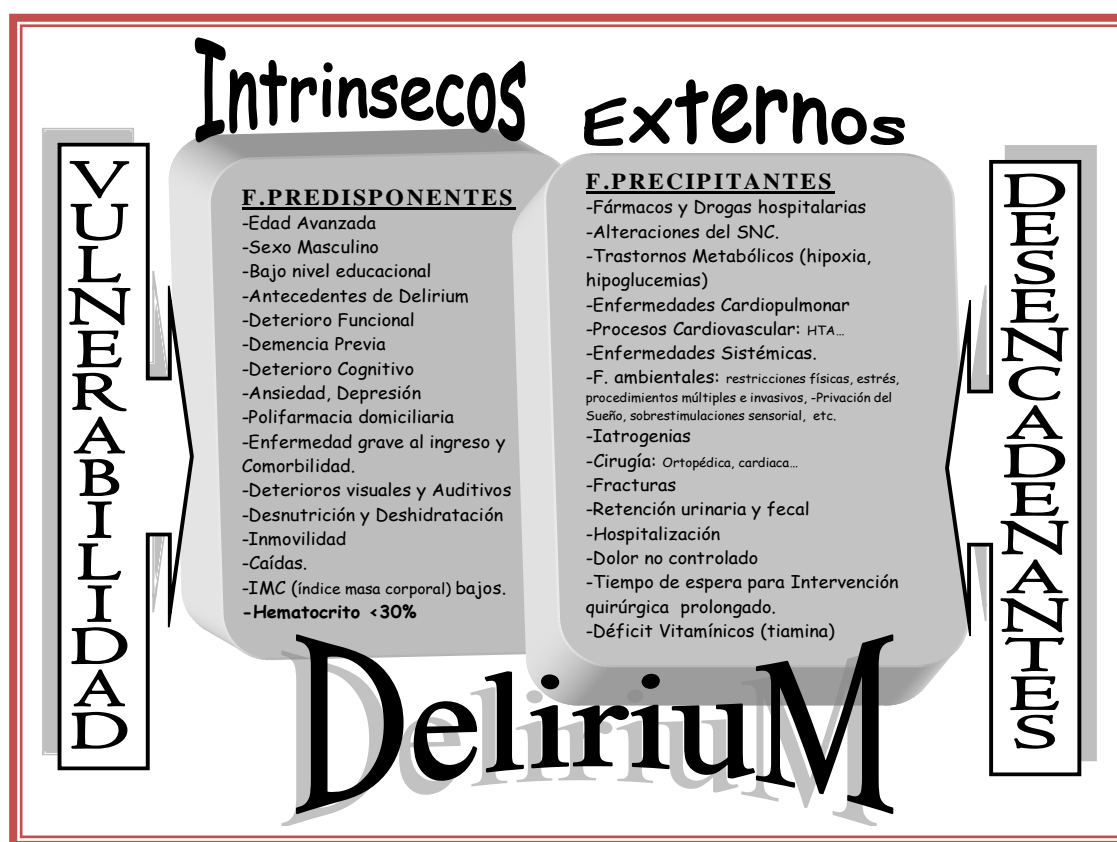 Intrinsecos
Externos
VULNERABILIDAD
F.PREDISPONENTES
-Edad Avanzada
-Sexo Masculino
-Bajo nivel educacional
-Antecedentes de Delirium
-Deterioro Funcional
-Demencia Previa
-Deterioro Cognitivo
-Ansiedad, Depresión
-Polifarmacia domiciliaria
-Enfermedad grave al ingreso y
Comorbilidad.
-Deterioros visuales y Auditivos
-Desnutrición y Deshidratación
-Inmovilidad
-Caídas.
-IMC (índice masa corporal) bajos.
-Hematocrito <30%
F.PRECIPITANTES
-Fármacos y Drogas hospitalarias
-Alteraciones del SNC.
-Trastornos Metabólicos (hipoxia,
hipoglucemias)
-Enfermedades Cardiopulmonar
-Procesos Cardiovascular: HTA…
-Enfermedades Sistémicas.
-F. ambientales: restricciones físicas, estrés,
procedimientos múltiples e invasivos, -Privación del
Sueño, sobrestimulaciones sensorial, etc.
-Iatrogenias
-Cirugía: Ortopédica, cardiaca…
-Fracturas
-Retención urinaria y fecal
-Hospitalización
-Dolor no controlado
-Tiempo de espera para Intervención
quirúrgica prolongado.
-Déficit Vitamínicos (tiamina)
DESENCADENANTES
DeliriuM